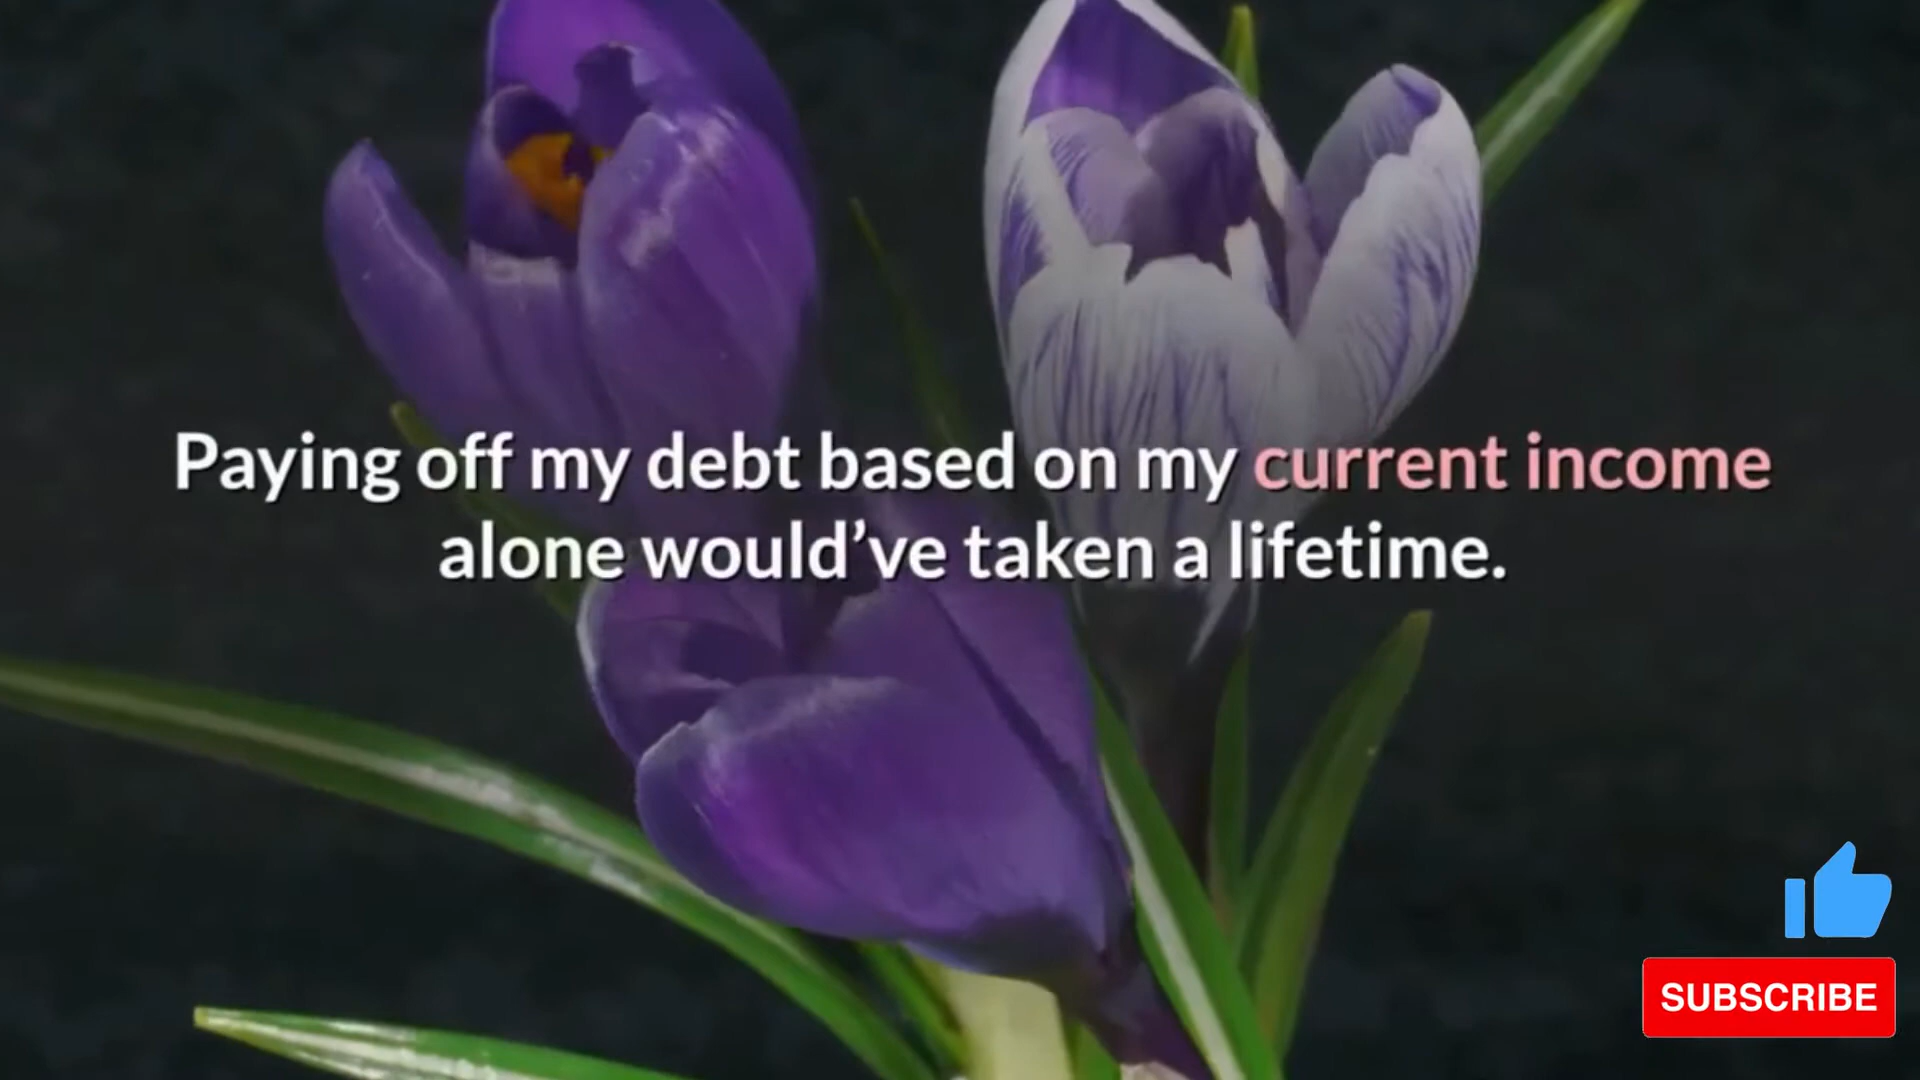 Paying off my debt based on my current income
alone would’ve taken a lifetime.
SUBSCRIBE